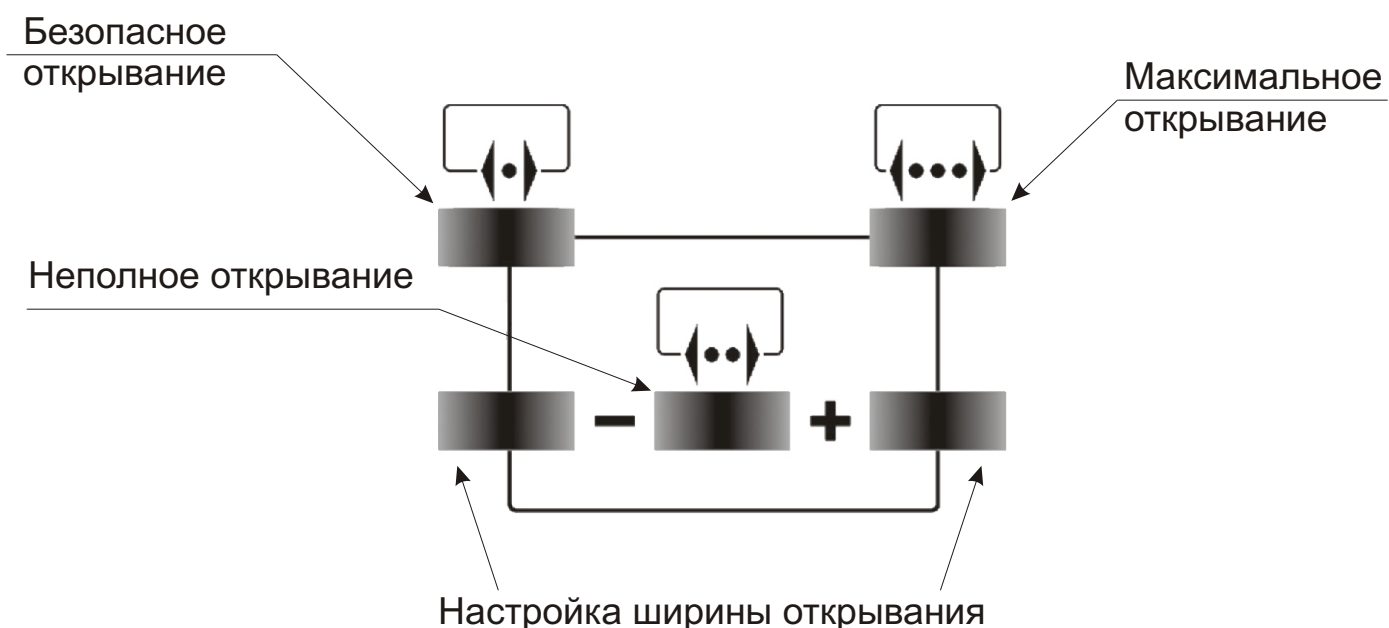 Безопасное
открывание
Максимальное
открывание
Неполное открывание
− +
Настройка ширины открывания